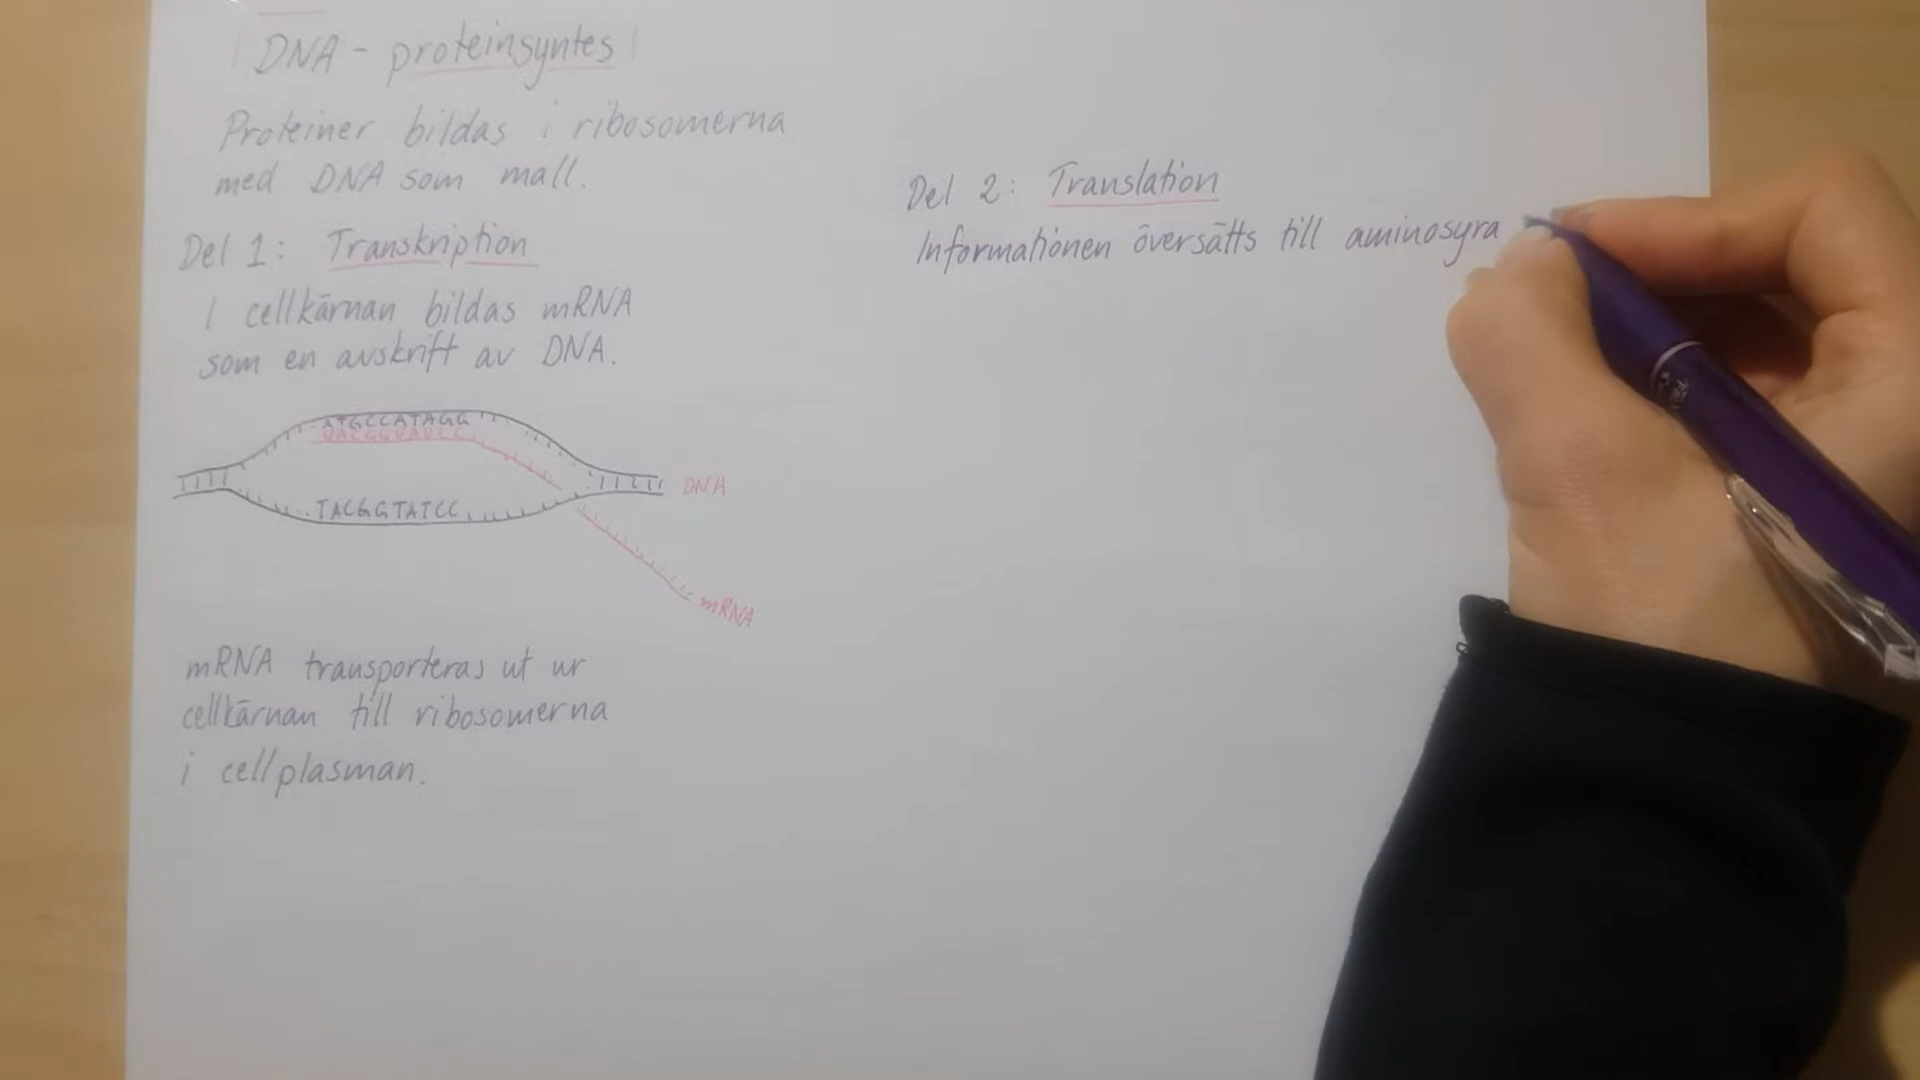 DNA - proteinsyntes
Proteiner bildas i ribosomerna
med DNA som mall.
Del 1: Transkription
I cellkärnan bildas mRNA
som en avskrift av DNA.
ATGCCATAGG
UACGGUAUCC
DNA
TACGGTATCC
mRNA
mRNA transporteras ut ur
cellkärnan till ribosomerna
i cellplasman.
Del 2: Translation
Informationen översätts till aminosyra